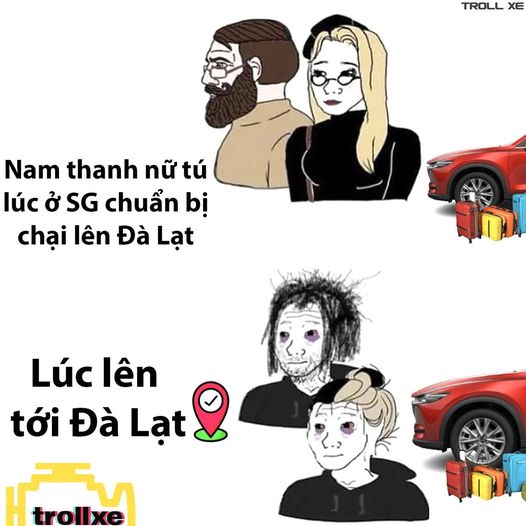 TROLL XE
Nam thanh nữ tú
lúc ở SG chuẩn bị
chại lên Đà Lạt
Lúc lên
tới Đà Lạt
trollxe